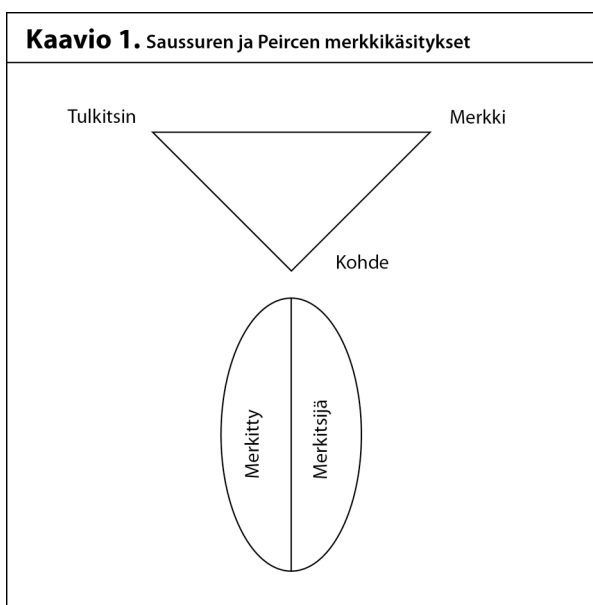 Kaavio 1. Saussuren ja Peircen merkkikäsitykset
Tulkitsin
Merkki
Kohde
Merkitty
Merkitsijä